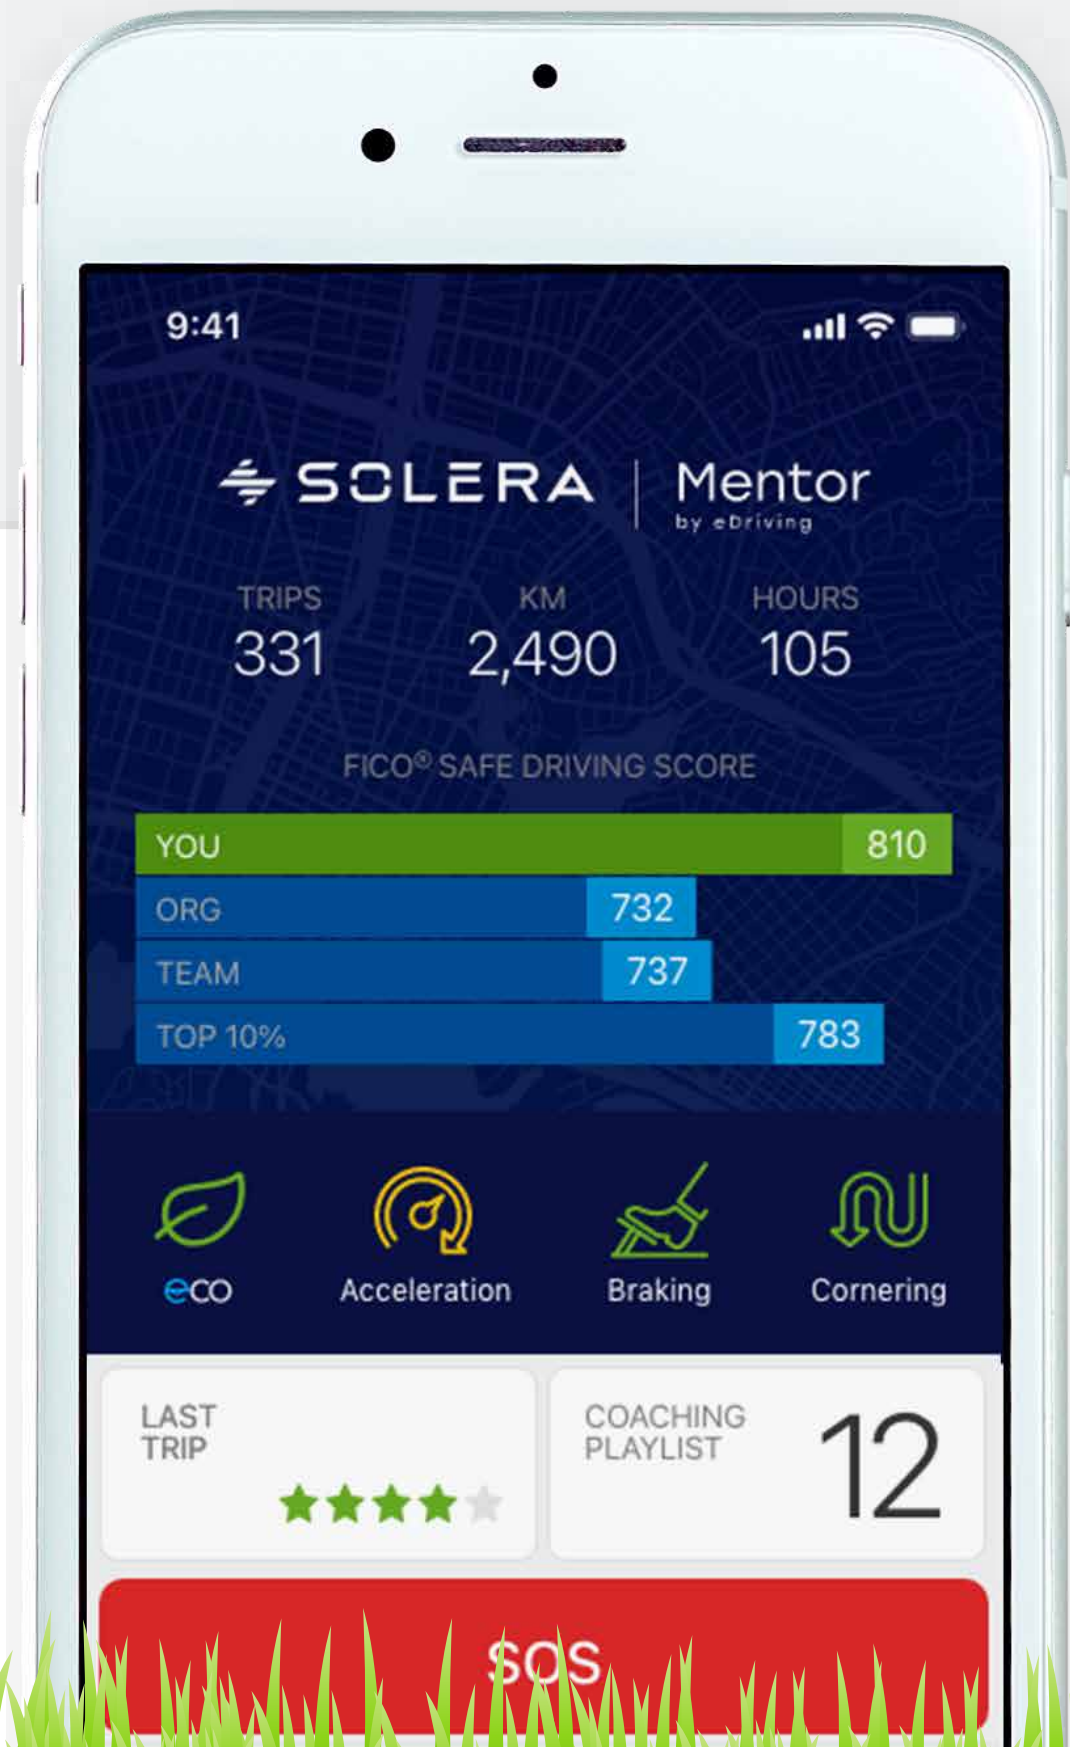 9:41
SOLERA | Mentor
by eDriving
TRIPS KM HOURS
331 2,490 105
FICO® SAFE DRIVING SCORE
YOU 810
ORG 732
TEAM 737
TOP 10% 783
eco Acceleration Braking Cornering
LAST
TRIP
COACHING
PLAYLIST
12
SOS